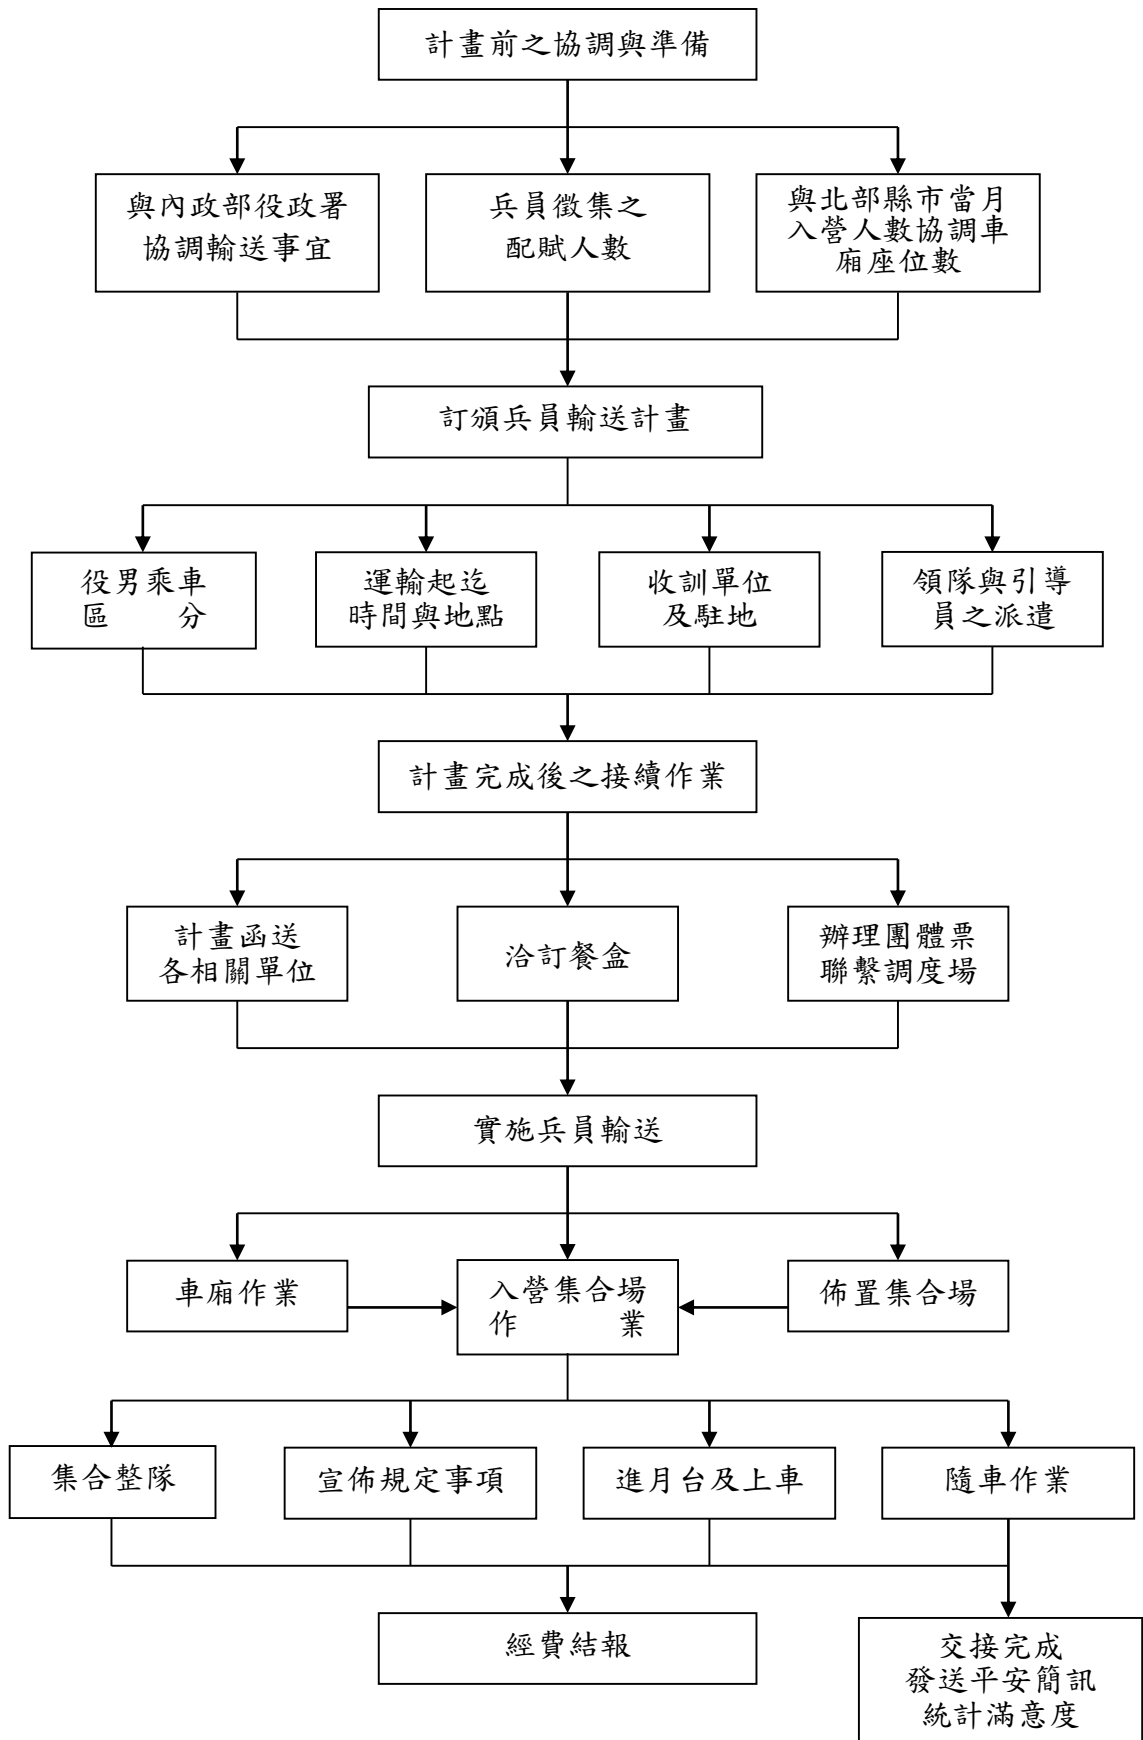 計畫前之協調與準備
與內政部役政署
協調輸送事宜
兵員徵集之
配賦人數
與北部縣市當月
入營人數協調車
廂座位數
訂頒兵員輸送計畫
役男乘車
區　　分
運輸起迄
時間與地點
收訓單位
及駐地
領隊與引導
員之派遣
計畫完成後之接續作業
計畫函送
各相關單位
洽訂餐盒
辦理團體票
聯繫調度場
實施兵員輸送
車廂作業
入營集合場
作　　　業
佈置集合場
集合整隊
宣佈規定事項
進月台及上車
隨車作業
經費結報
交接完成
發送平安簡訊
統計滿意度